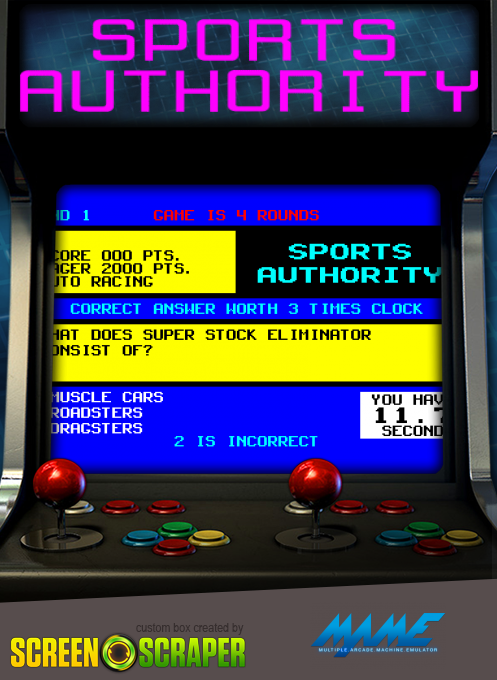 SPORTS
AUTHORITY
ND 1 GAME IS 4 ROUNDS
CORE 000 PTS.
AGER 2000 PTS.
UTO RACING
SPORTS
AUTHORITY
CORRECT ANSWER WORTH 3 TIMES CLOCK
HAT DOES SUPER STOCK ELIMINATOR
ONSIST OF?
MUSCLE CARS
ROADSTERS
DRAGSTERS
2 IS INCORRECT
YOU HAV
11.7
SECOND
custom box created by
SCREEN SCRAPER
MAME
MULTIPLE ARCADE MACHINE EMULATOR